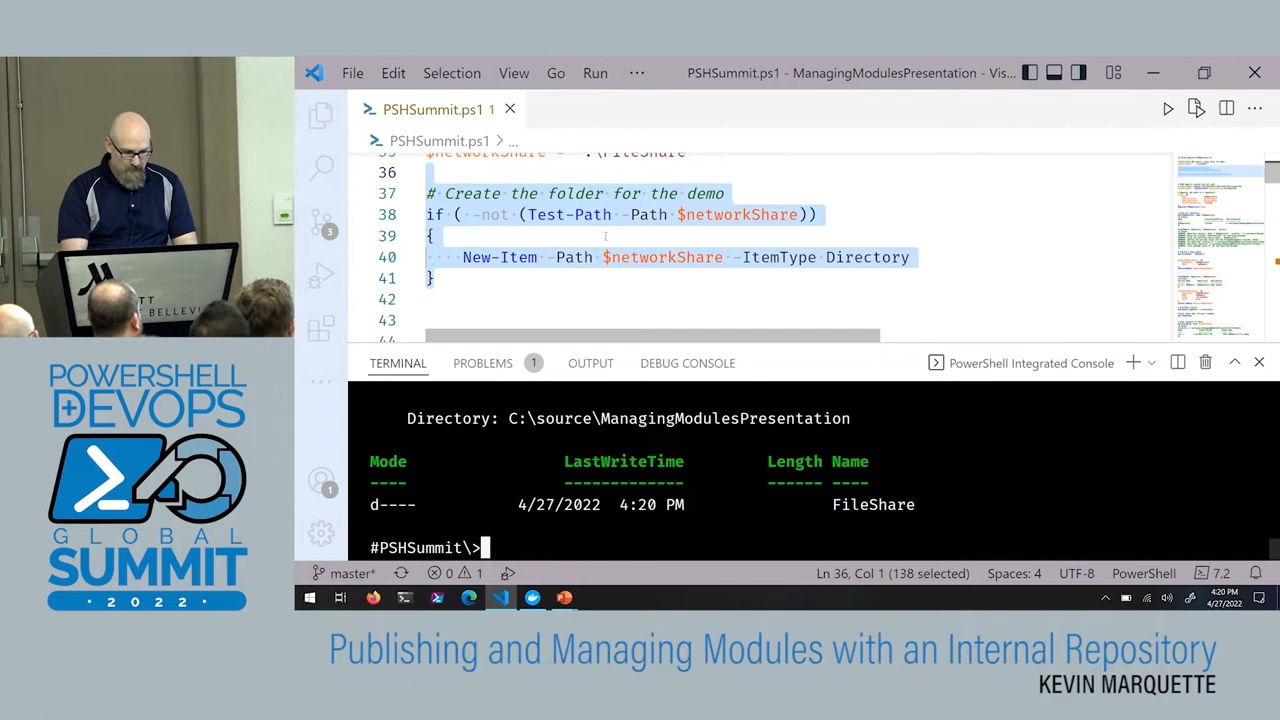 File Edit Selection View Go Run ··· PSHSummit.ps1 - ManagingModulesPresentation - Vis...
PSHSummit.ps1 1
PSHSummit.ps1 > ...
36
37 # Create the folder for the demo
38 if ( (Test-Path -Path $networkShare))
39 {
40 New-Item -Path $networkShare -ItemType Directory
41 }
42
43
TERMINAL PROBLEMS 1 OUTPUT DEBUG CONSOLE PowerShell Integrated Console
Directory: C:\source\ManagingModulesPresentation
Mode LastWriteTime Length Name
---- ------------- ------ ----
d---- 4/27/2022 4:20 PM FileShare
#PSHSummit\>
3
1
master* 0 1 Ln 36, Col 1 (138 selected) Spaces: 4 UTF-8 PowerShell 7.2
4:20 PM
4/27/2022
BELLEVU
POWERSHELL
DEVOPS
GLOBAL
SUMMIT
· 2022 ·
Publishing and Managing Modules with an Internal Repository
KEVIN MARQUETTE